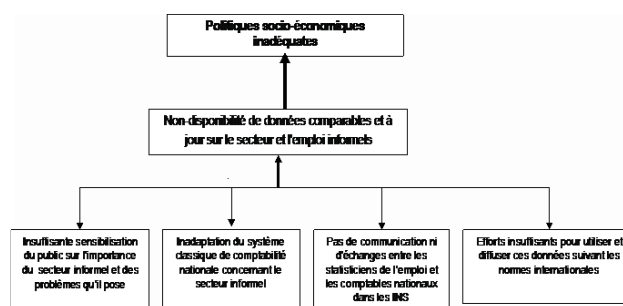 Politiques socio-économiques
inadéquates
Non-disponibilité de données comparables et à
jour sur le secteur et l'emploi informels
Insuffisante sensibilisation
du public sur l'importance
du secteur informel et des
problèmes qu'il pose
Inadaptation du système
classique de comptabilité
nationale concernant le
secteur informel
Pas de communication ni
d'échanges entre les
statisticiens de l'emploi et
les comptables nationaux
dans les INS
Efforts insuffisants pour utiliser et
diffuser ces données suivant les
normes internationales